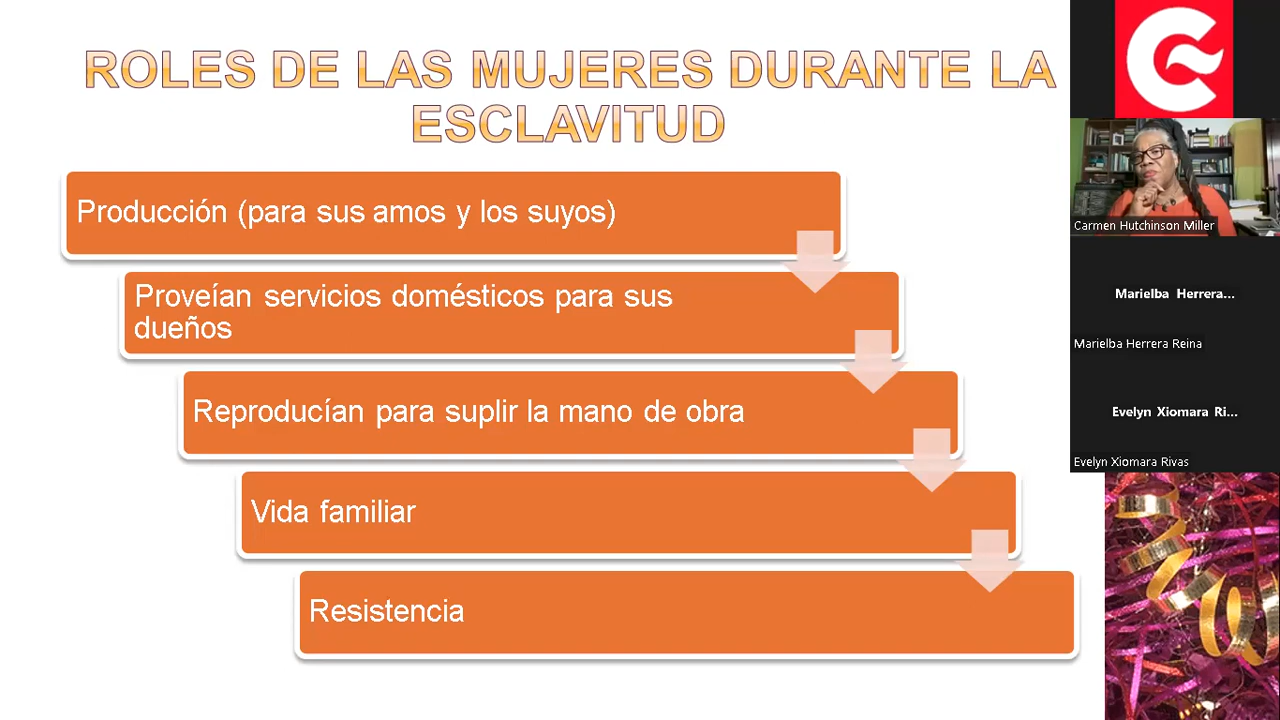 ROLES DE LAS MUJERES DURANTE LA
ESCLAVITUD
Producción (para sus amos y los suyos)
Proveían servicios domésticos para sus
dueños
Reproducían para suplir la mano de obra
Vida familiar
Resistencia
Carmen Hutchinson Miller
Marielba Herrera...
Marielba Herrera Reina
Evelyn Xiomara Ri...
Evelyn Xiomara Rivas